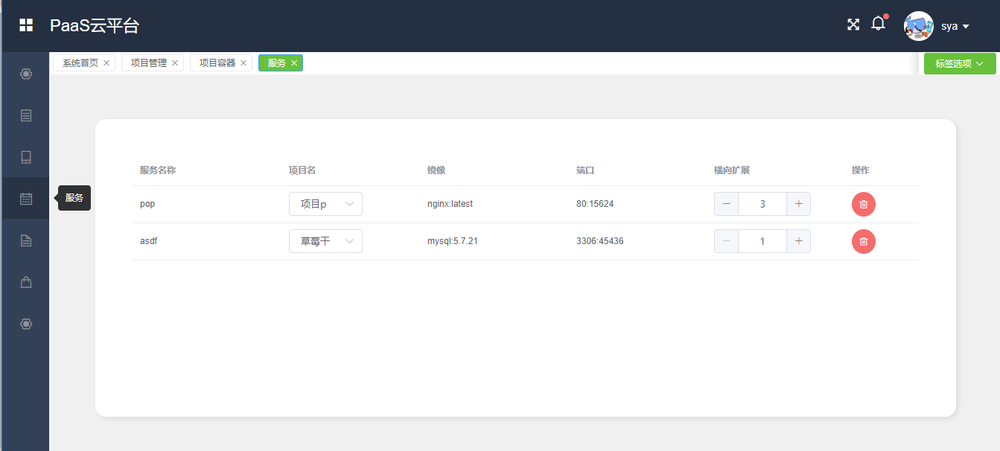 PaaS云平台
sya
系统首页 项目管理 项目容器 服务 标签选项
服务名称 项目名 镜像 端口 横向扩展 操作
服务
pop 项目p nginx:latest 80:15624 3
asdf 草莓干 mysql:5.7.21 3306:45436 1